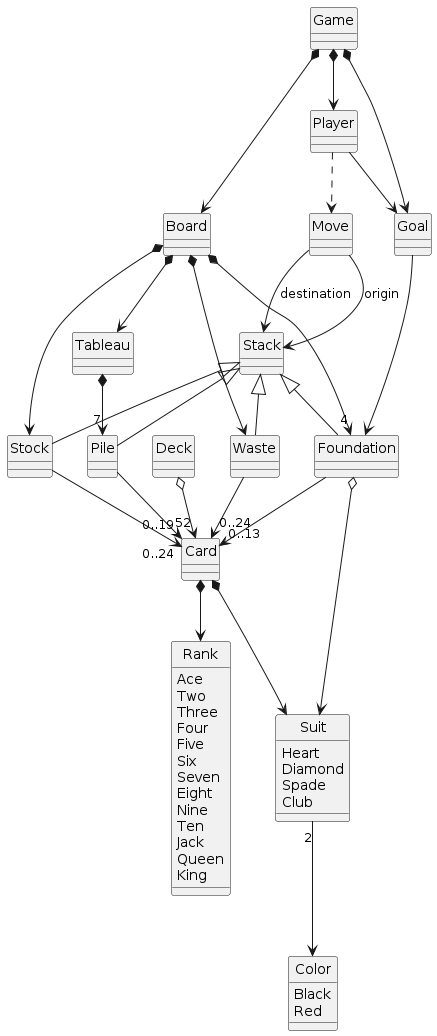 Game
Player
Board
Move
Goal
destination
origin
Tableau
Stack
7
4
Stock
Pile
Deck
Waste
Foundation
0..19
52
0..24
0..13
0..24
Card
Rank
Ace
Two
Three
Four
Five
Six
Seven
Eight
Nine
Ten
Jack
Queen
King
Suit
Heart
Diamond
Spade
Club
2
Color
Black
Red